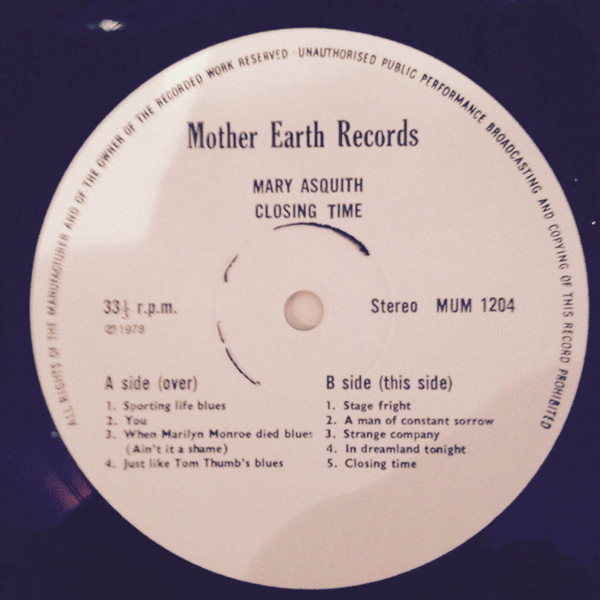 ALL RIGHTS OF THE MANUFACTURER AND OF THE OWNER OF THE RECORDED WORK RESERVED · UNAUTHORISED PUBLIC PERFORMANCE BROADCASTING AND COPYING OF THIS RECORD PROHIBITED
Mother Earth Records
MARY ASQUITH
CLOSING TIME
33⅓ r.p.m.
Stereo MUM 1204
℗1978
A side (over)
1. Sporting life blues
2. You
3. When Marilyn Monroe died blues
(Ain't it a shame)
4. Just like Tom Thumb's blues
B side (this side)
1. Stage fright
2. A man of constant sorrow
3. Strange company
4. In dreamland tonight
5. Closing time